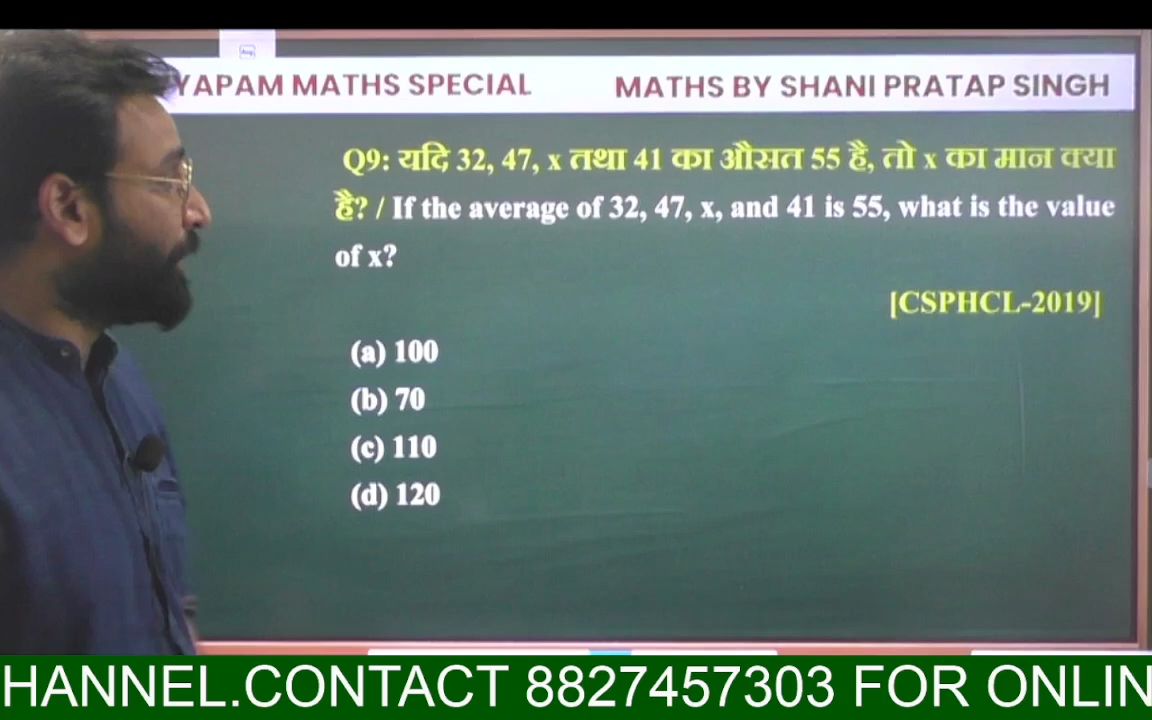 YAPAM MATHS SPECIAL MATHS BY SHANI PRATAP SINGH
Q9: यदि 32, 47, x तथा 41 का औसत 55 है, तो x का मान क्या
है? / If the average of 32, 47, x, and 41 is 55, what is the value
of x?
[CSPHCL-2019]
(a) 100
(b) 70
(c) 110
(d) 120
HANNEL.CONTACT 8827457303 FOR ONLIN